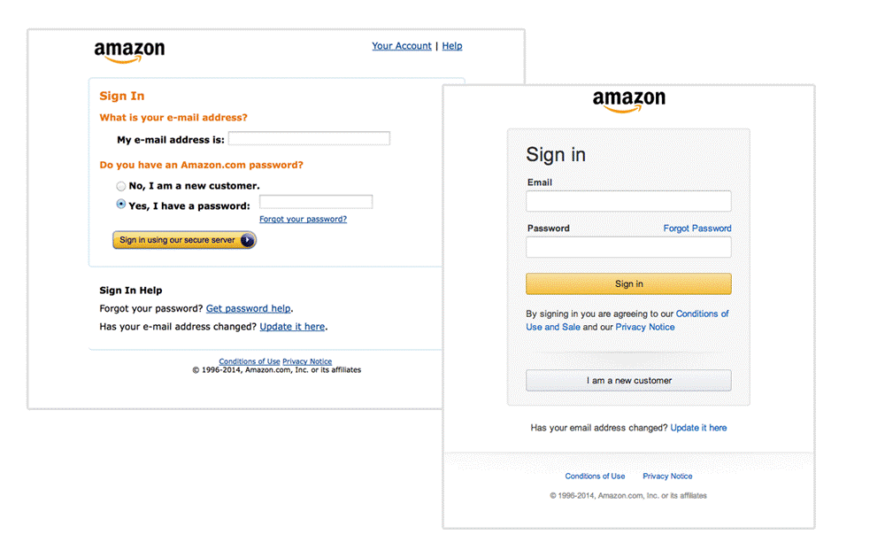 amazon
Your Account | Help
Sign In
What is your e-mail address?
My e-mail address is:
Do you have an Amazon.com password?
No, I am a new customer.
Yes, I have a password:
Forgot your password?
Sign in using our secure server
Sign In Help
Forgot your password? Get password help.
Has your e-mail address changed? Update it here.
Conditions of Use Privacy Notice
© 1996-2014, Amazon.com, Inc. or its affiliates
amazon
Sign in
Email
Password Forgot Password
Sign in
By signing in you are agreeing to our Conditions of
Use and Sale and our Privacy Notice
I am a new customer
Has your email address changed? Update it here
Conditions of Use Privacy Notice
© 1996-2014, Amazon.com, Inc. or its affiliates